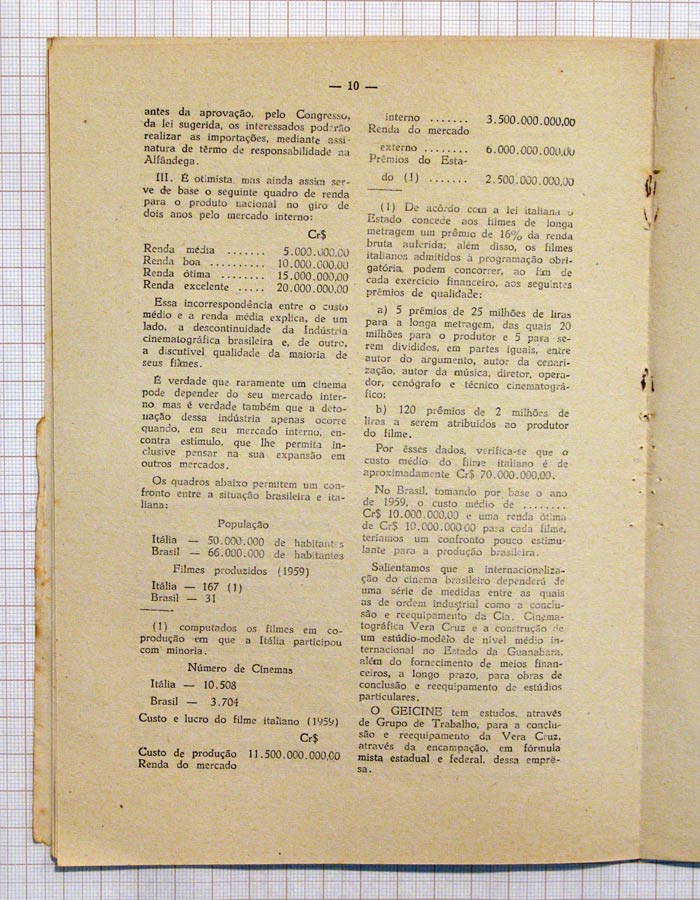 — 10 —
antes da aprovação, pelo Congresso,
da lei sugerida, os interessados poderão
realizar as importações, mediante assi-
natura de têrmo de responsabilidade na
Alfândega.
III. É otimista, mas ainda assim ser-
ve de base o seguinte quadro de renda
para o produto nacional no giro de
dois anos pelo mercado interno:
Cr$
Renda média ....... 5.000.000,00
Renda boa .......... 10.000.000,00
Renda ótima ........ 15.000.000,00
Renda excelente ..... 20.000.000,00
Essa incorrespondência entre o custo
médio e a renda média explica, de um
lado, a descontinuidade da Indústria
cinematográfica brasileira e, de outro,
a discutível qualidade da maioria de
seus filmes.
É verdade que raramente um cinema
pode depender do seu mercado inter-
no mas é verdade também que a deto-
nação dessa indústria apenas ocorre
quando, em seu mercado interno, en-
contra estímulo, que lhe permita in-
clusive pensar na sua expansão em
outros mercados.
Os quadros abaixo permitem um con-
fronto entre a situação brasileira e ita-
liana:
População
Itália — 50.000.000 de habitantes
Brasil — 66.000.000 de habitantes
Filmes produzidos (1959)
Itália — 167 (1)
Brasil — 31
(1) computados os filmes em co-
produção em que a Itália participou
com minoria.
Número de Cinemas
Itália — 10.508
Brasil — 3.704
Custo e lucro do filme italiano (1959)
Cr$
Custo de produção 11.500.000.000,00
Renda do mercado
interno ....... 3.500.000.000,00
Renda do mercado
externo ........ 6.000.000.000,00
Prêmios do Esta-
do (1) ....... 2.500.000.000,00
(1) De acôrdo com a lei italiana o
Estado concede aos filmes de longa
metragem um prêmio de 16% da renda
bruta auferida; além disso, os filmes
italianos admitidos à programação obri-
gatória, podem concorrer, ao fim de
cada exercício financeiro, aos seguintes
prêmios de qualidade:
a) 5 prêmios de 25 milhões de liras
para a longa metragem, das quais 20
milhões para o produtor e 5 para se-
rem divididos, em partes iguais, entre
autor do argumento, autor da cenari-
zação, autor da música, diretor, opera-
dor, cenógrafo e técnico cinematográ-
fico;
b) 120 prêmios de 2 milhões de
liras a serem atribuídos ao produtor
do filme.
Por êsses dados, verifica-se que o
custo médio do filme italiano é de
aproximadamente Cr$ 70.000.000,00.
No Brasil, tomando por base o ano
de 1959, o custo médio de ........
Cr$ 10.000.000,00 e uma renda ótima
de Cr$ 10.000.000 00 para cada filme,
teríamos um confronto pouco estimu-
lante para a produção brasileira.
Salientamos que a internacionaliza-
ção do cinema brasileiro dependerá de
uma série de medidas entre as quais
as de ordem industrial como a conclu-
são e reequipamento da Cia. Cinema-
tográfica Vera Cruz e a construção de
um estúdio-modêlo de nível médio in-
ternacional no Estado da Guanabara,
além do fornecimento de meios finan-
ceiros, a longo prazo, para obras de
conclusão e reequipamento de estúdios
particulares.
O GEICINE tem estudos, através
de Grupo de Trabalho, para a conclu-
são e reequipamento da Vera Cruz,
através da encampação, em fórmula
mista estadual e federal, dessa emprê-
sa.